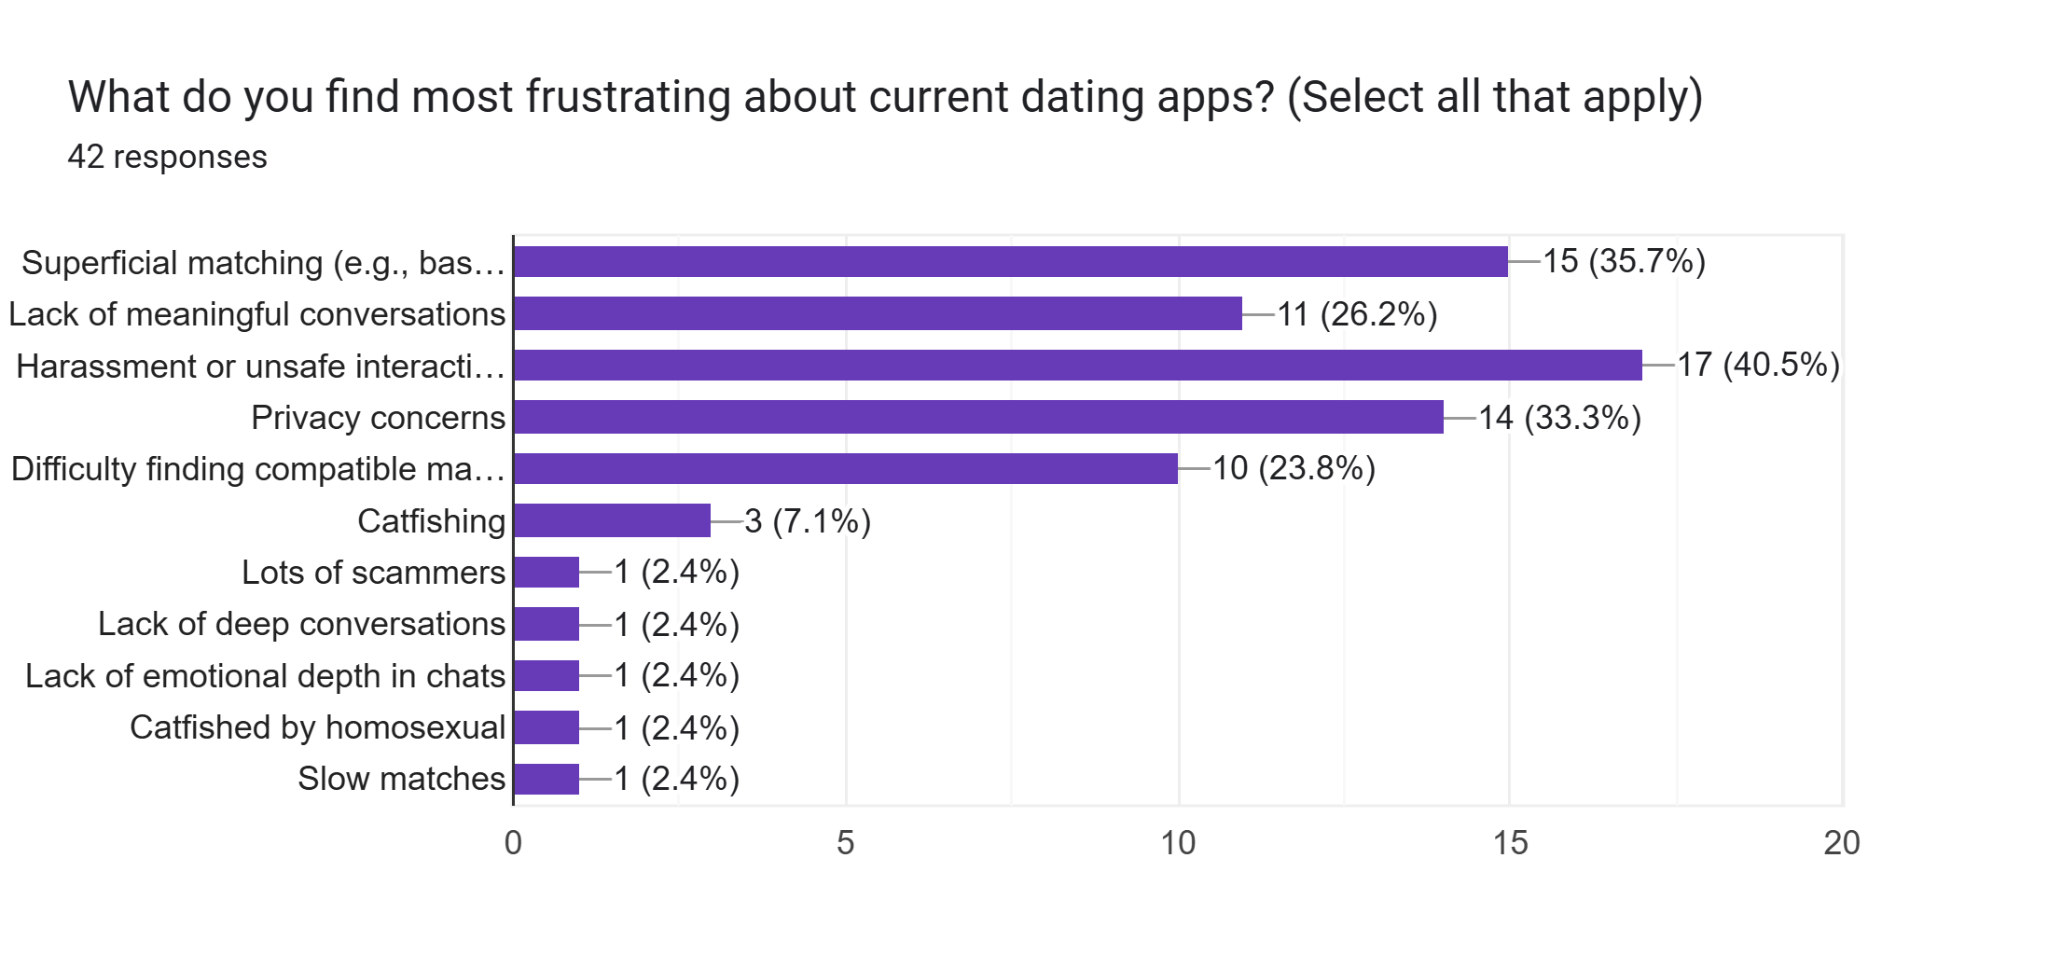 What do you find most frustrating about current dating apps? (Select all that apply)
42 responses
Superficial matching (e.g., bas… 15 (35.7%)
Lack of meaningful conversations 11 (26.2%)
Harassment or unsafe interacti… 17 (40.5%)
Privacy concerns 14 (33.3%)
Difficulty finding compatible ma… 10 (23.8%)
Catfishing 3 (7.1%)
Lots of scammers 1 (2.4%)
Lack of deep conversations 1 (2.4%)
Lack of emotional depth in chats 1 (2.4%)
Catfished by homosexual 1 (2.4%)
Slow matches 1 (2.4%)
0 5 10 15 20